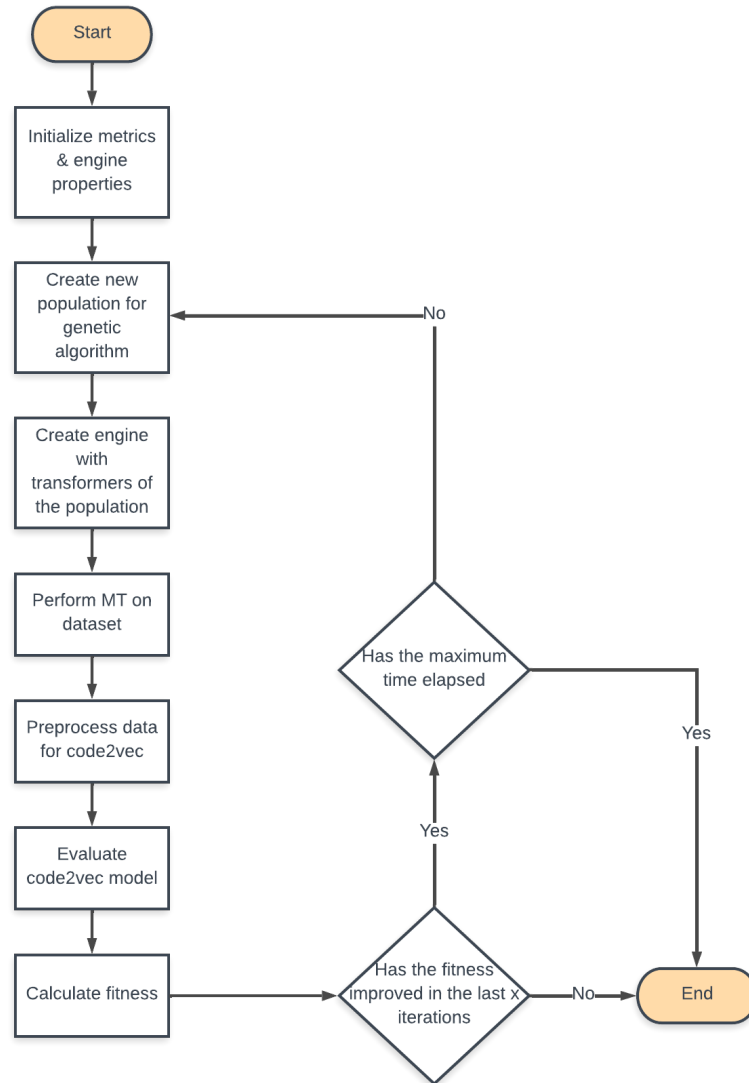 Start
Initialize metrics
& engine
properties
Create new
population for
genetic
algorithm
Create engine
with
transformers of
the population
Perform MT on
dataset
Preprocess data
for code2vec
Evaluate
code2vec model
Calculate fitness
Has the fitness
improved in the last x
iterations
No
End
Yes
Has the maximum
time elapsed
Yes
No